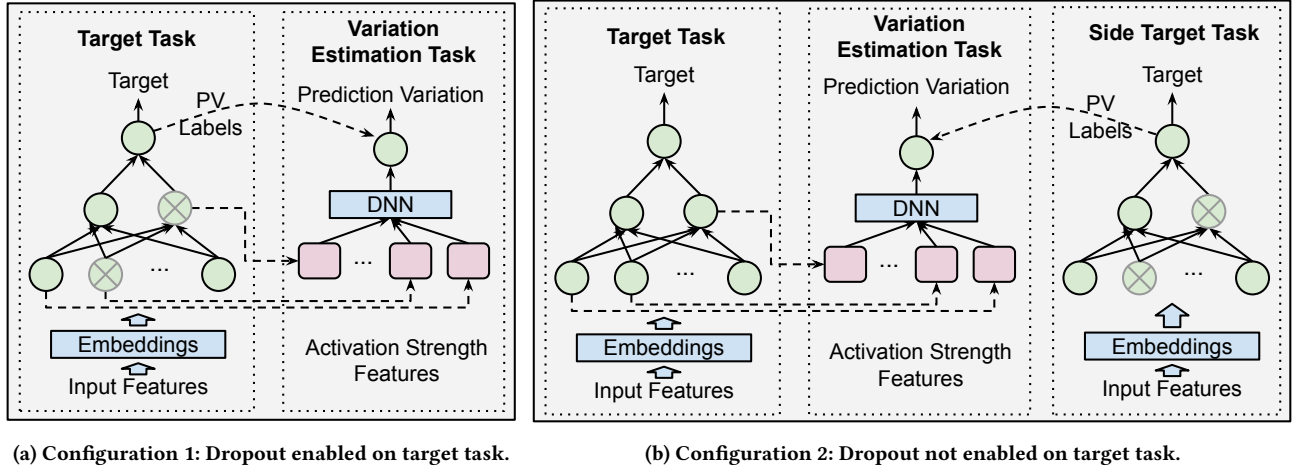 Target Task
Target
PV
Labels
...
Embeddings
Input Features
Variation
Estimation Task
Prediction Variation
DNN
...
Activation Strength
Features
(a) Configuration 1: Dropout enabled on target task.
Target Task
Target
...
Embeddings
Input Features
Variation
Estimation Task
Prediction Variation
DNN
...
Activation Strength
Features
Side Target Task
Target
PV
Labels
...
Embeddings
Input Features
(b) Configuration 2: Dropout not enabled on target task.